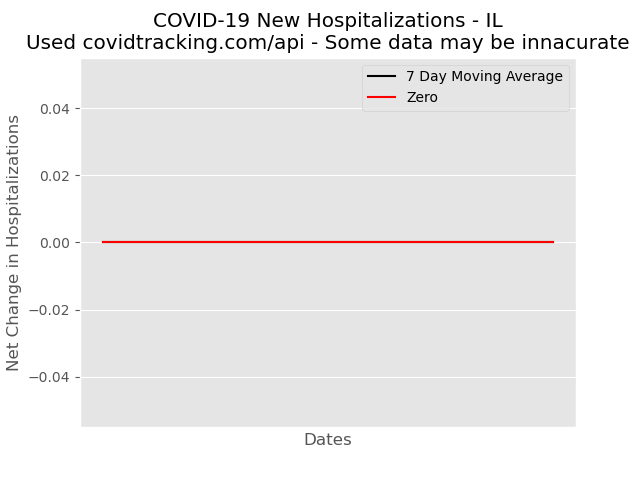 COVID-19 New Hospitalizations - IL
Used covidtracking.com/api - Some data may be innacurate
7 Day Moving Average
Zero
Net Change in Hospitalizations
0.04
0.02
0.00
−0.02
−0.04
Dates